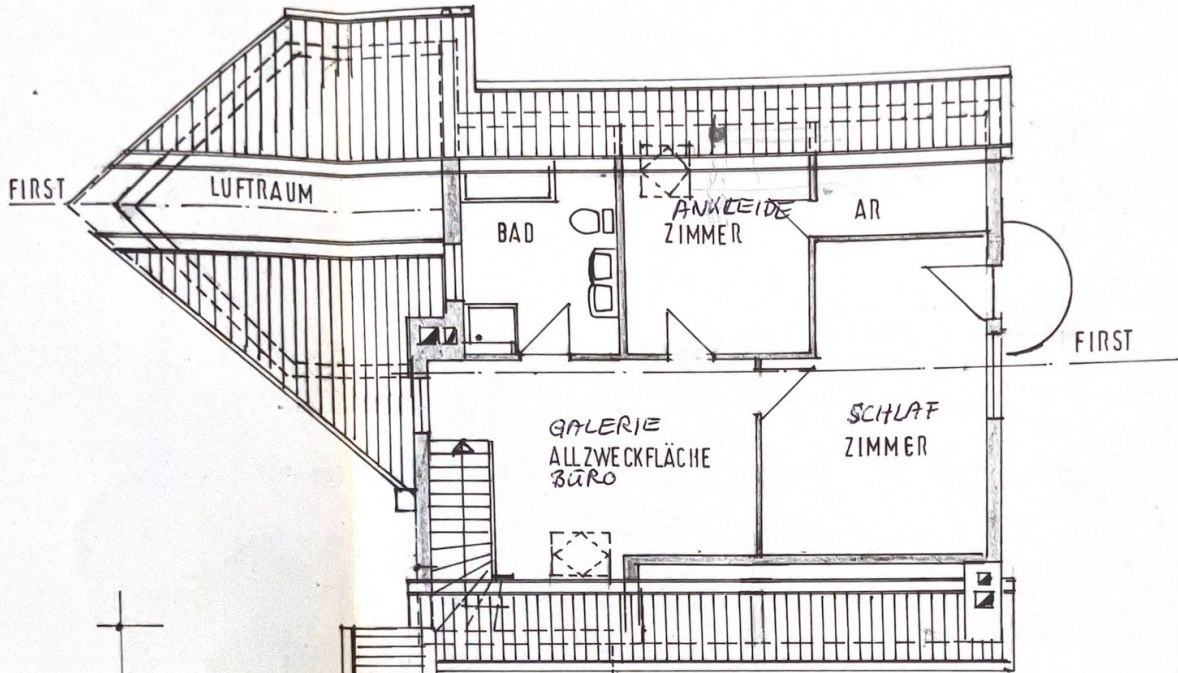 FIRST
LUFTRAUM
BAD
ANKLEIDE
ZIMMER
AR
FIRST
GALERIE
ALLZWECKFLÄCHE
BÜRO
SCHLAF
ZIMMER